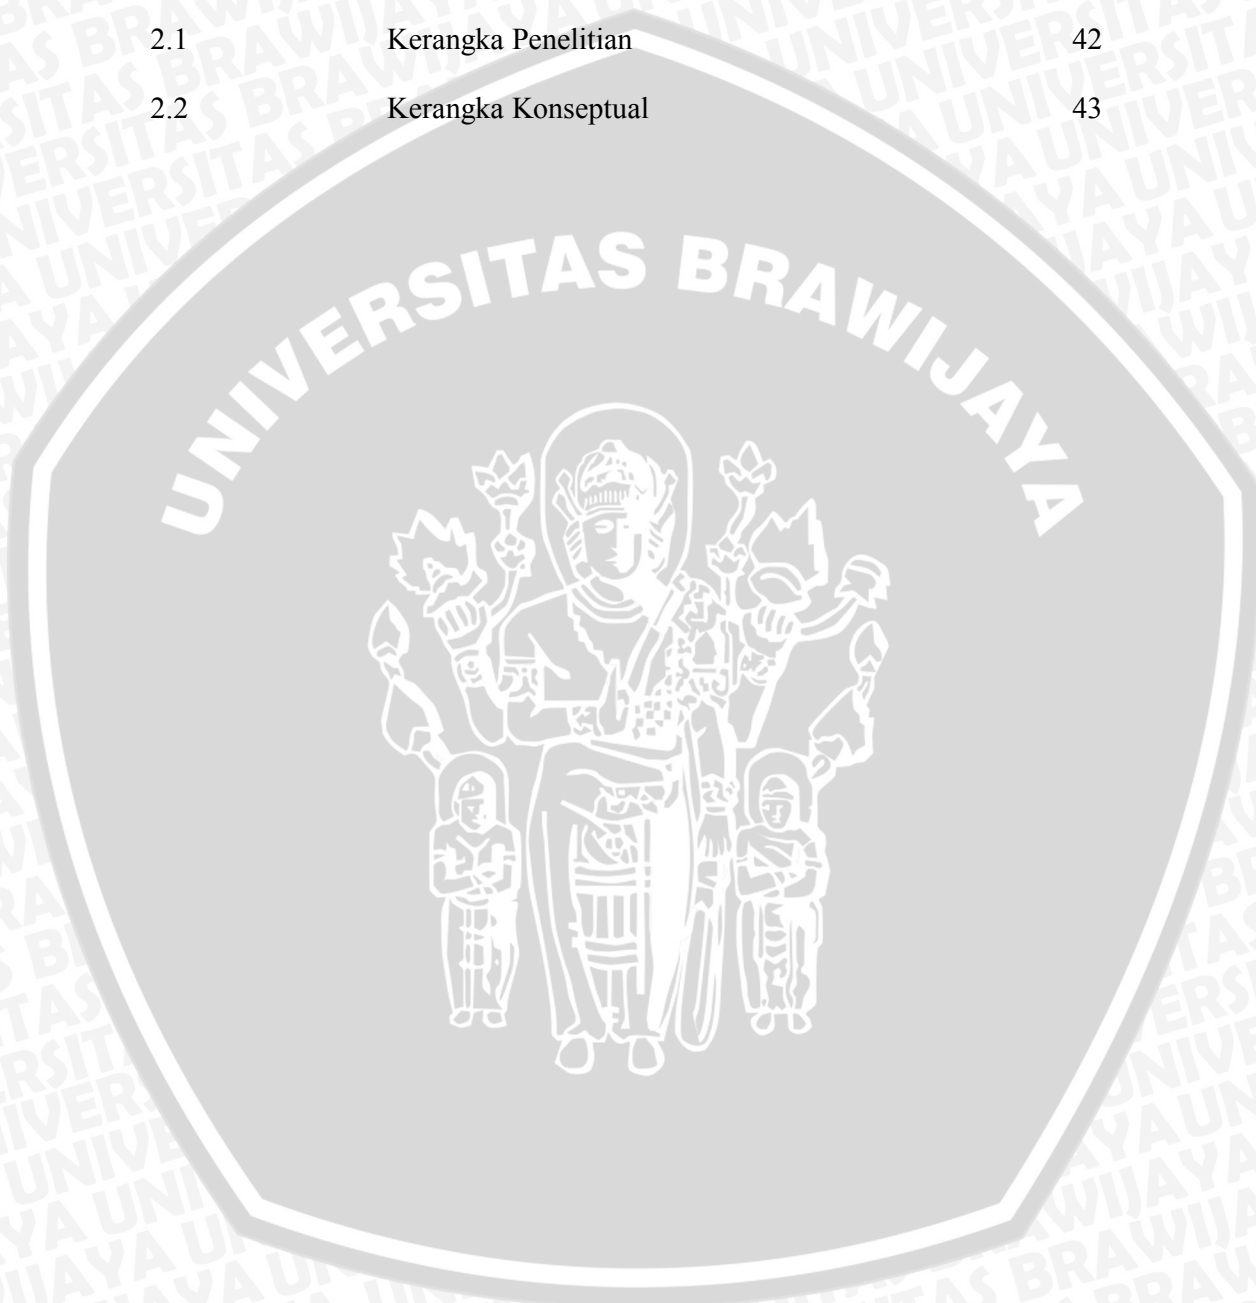 2.1 Kerangka Penelitian 42
2.2 Kerangka Konseptual 43
UNIVERSITAS BRAWIJAYA